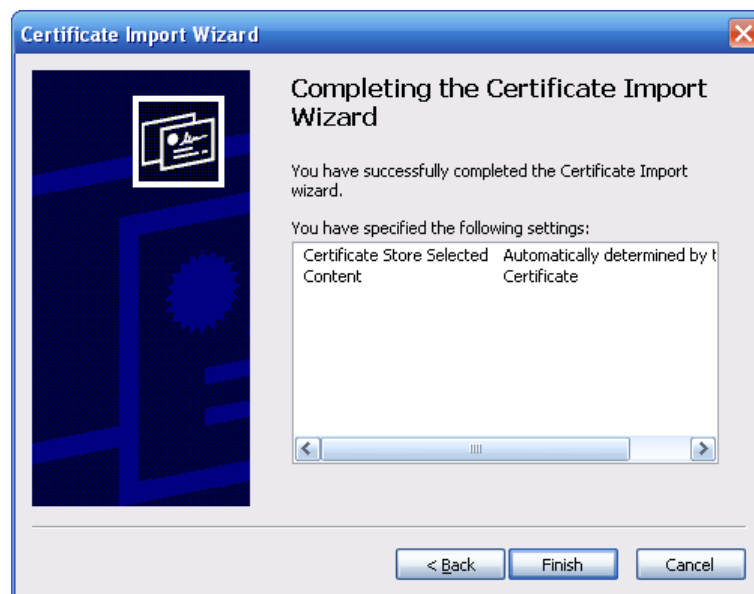 Certificate Import Wizard
Completing the Certificate Import
Wizard
You have successfully completed the Certificate Import
wizard.
You have specified the following settings:
Certificate Store Selected Automatically determined by t
Content Certificate
< Back Finish Cancel